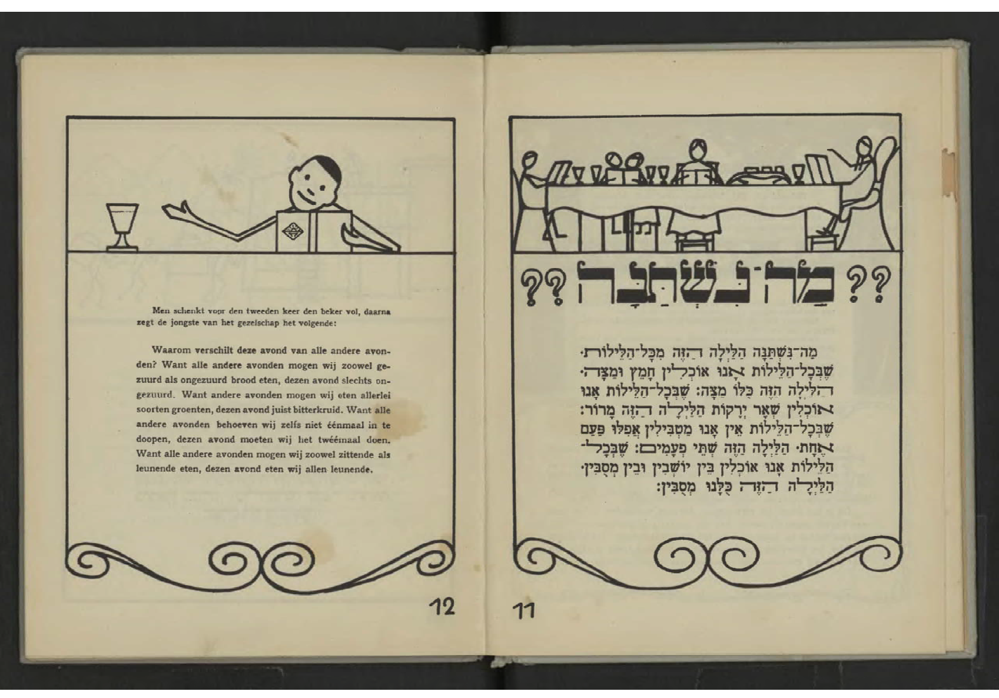 ?? מַה־נִּשְׁתַּנָּה ??
מַה־נִּשְׁתַּנָּה הַלַּיְלָה הַזֶּה מִכָּל־הַלֵּילוֹת·
שֶׁבְּכָל־הַלֵּילוֹת אָנוּ אוֹכְלִין חָמֵץ וּמַצָּה·
הַלַּיְלָה הַזֶּה כֻּלּוֹ מַצָּה: שֶׁבְּכָל־הַלֵּילוֹת אָנוּ
אוֹכְלִין שְׁאָר יְרָקוֹת הַלַּיְלָה הַזֶּה מָרוֹר:
שֶׁבְּכָל־הַלֵּילוֹת אֵין אָנוּ מַטְבִּילִין אֲפִלּוּ פַּעַם
אֶחָת· הַלַּיְלָה הַזֶּה שְׁתֵּי פְעָמִים: שֶׁבְּכָל־
הַלֵּילוֹת אָנוּ אוֹכְלִין בֵּין יוֹשְׁבִין וּבֵין מְסֻבִּין·
הַלַּיְלָה הַזֶּה כֻּלָּנוּ מְסֻבִּין:
11
Men schenkt voor den tweeden keer den beker vol, daarna
zegt de jongste van het gezelschap het volgende:
Waarom verschilt deze avond van alle andere avon-
den? Want alle andere avonden mogen wij zoowel ge-
zuurd als ongezuurd brood eten, dezen avond slechts on-
gezuurd. Want andere avonden mogen wij eten allerlei
soorten groenten, dezen avond juist bitterkruid. Want alle
andere avonden behoeven wij zelfs niet éénmaal in te
doopen, dezen avond moeten wij het twéémaal doen.
Want alle andere avonden mogen wij zoowel zittende als
leunende eten, dezen avond eten wij allen leunende.
12